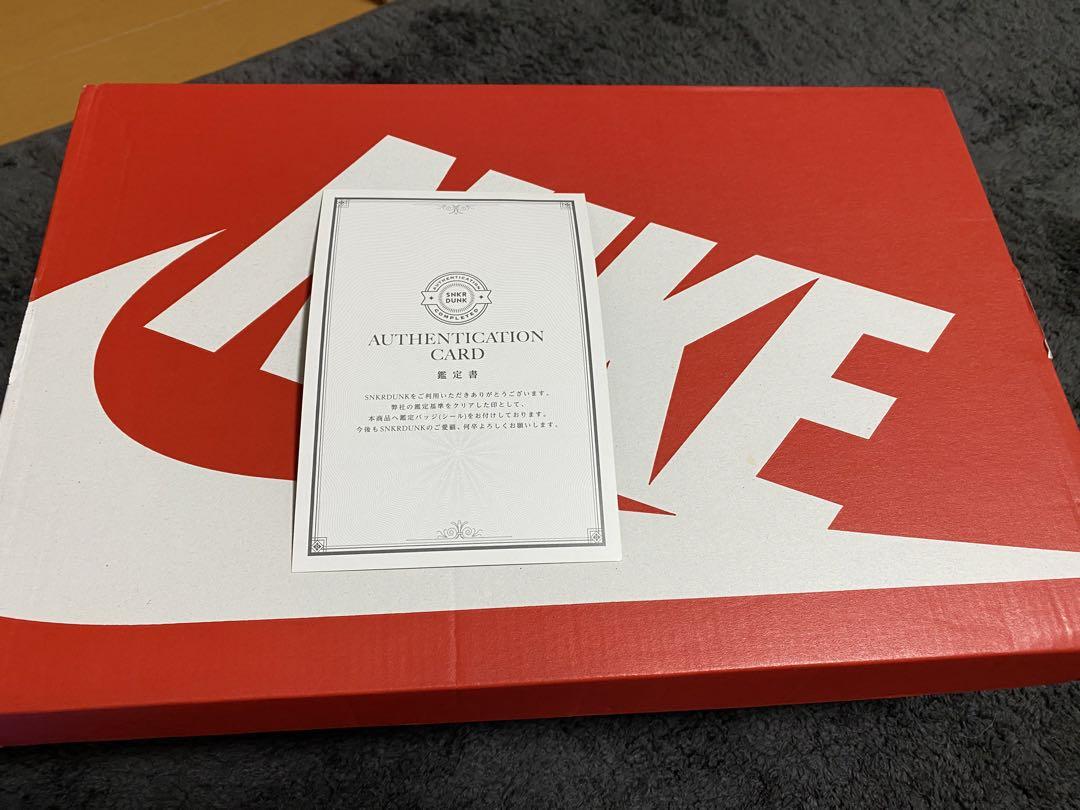 NIKE
AUTHENTICATION
SNKR
DUNK
COMPLETED
AUTHENTICATION
CARD
鑑定書
SNKRDUNKをご利用いただきありがとうございます。
弊社の鑑定基準をクリアした印として、
本商品へ鑑定バッジ(シール)をお付けしております。
今後もSNKRDUNKのご愛顧、何卒よろしくお願いします。